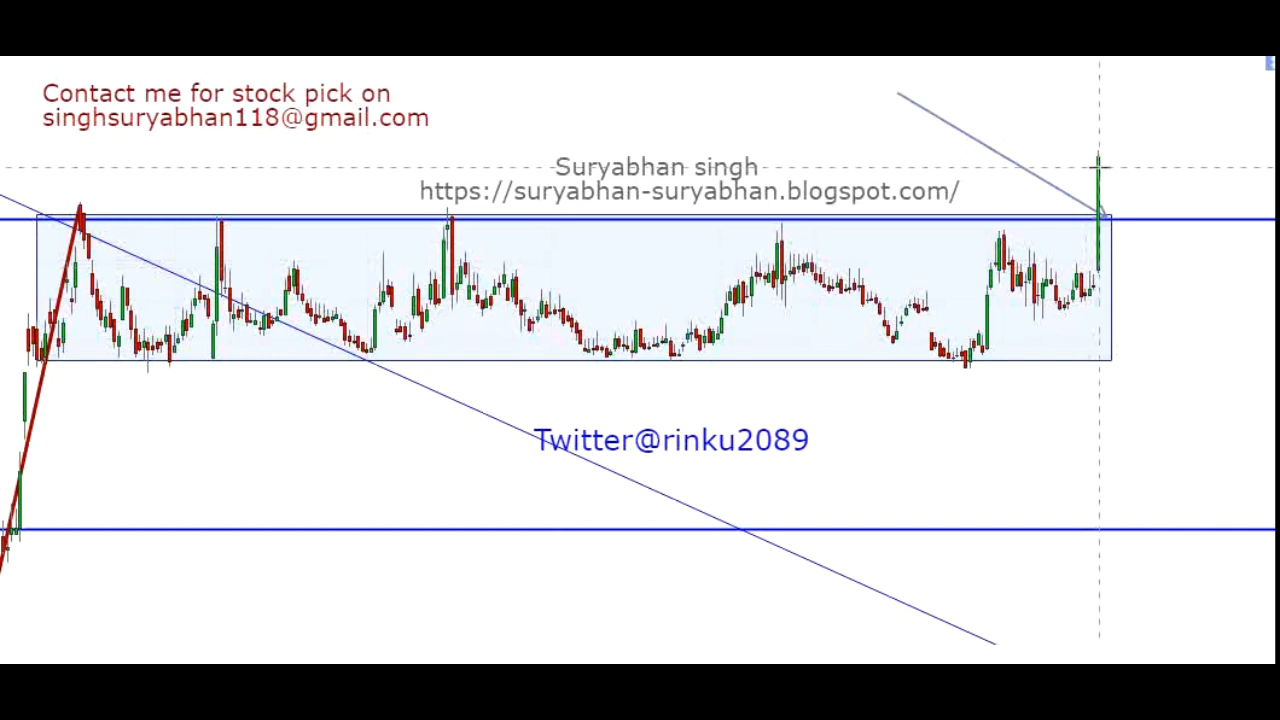 Contact me for stock pick on
singhsuryabhan118@gmail.com
Suryabhan singh
https://suryabhan-suryabhan.blogspot.com/
Twitter@rinku2089